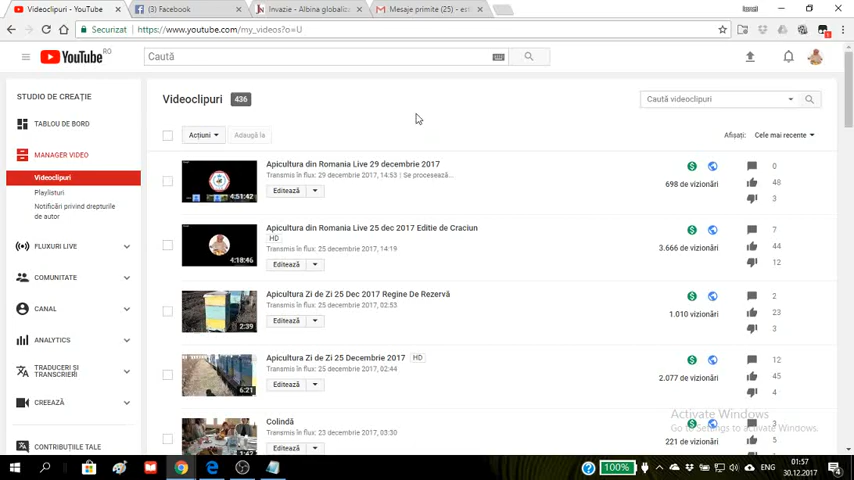 Videoclipuri - YouTube
(3) Facebook
Invazie - Albina globaliz
Mesaje primite (25) - es
Securizat
https://www.youtube.com/my_videos?o=U
YouTube RO
Caută
STUDIO DE CREAȚIE
Videoclipuri 436
Caută videoclipuri
TABLOU DE BORD
Acțiuni
Adaugă la
Afișați: Cele mai recente
MANAGER VIDEO
Videoclipuri
Playlisturi
Notificări privind drepturile
de autor
FLUXURI LIVE
COMUNITATE
CANAL
ANALYTICS
TRADUCERI ȘI
TRANSCRIERI
CREEAZĂ
CONTRIBUȚIILE TALE
Apicultura din Romania Live 29 decembrie 2017
Transmis în flux: 29 decembrie 2017, 14:53 | Se procesează...
4:51:42
Editează
698 de vizionări
0
48
3
Apicultura din Romania Live 25 dec 2017 Editie de Craciun
HD
Transmis în flux: 25 decembrie 2017, 14:19
4:18:46
Editează
3.666 de vizionări
7
44
12
Apicultura Zi de Zi 25 Dec 2017 Regine De Rezervă
Transmis în flux: 25 decembrie 2017, 02:53
2:39
Editează
1.010 vizionări
2
23
3
Apicultura Zi de Zi 25 Decembrie 2017 HD
Transmis în flux: 25 decembrie 2017, 02:44
6:21
Editează
2.077 de vizionări
12
45
4
Colindă
Transmis în flux: 23 decembrie 2017, 03:30
1:47
Editează
221 de vizionări
3
5
Activate Windows
Go to Settings to activate Windows.
100%
ENG
01:57
30.12.2017
4